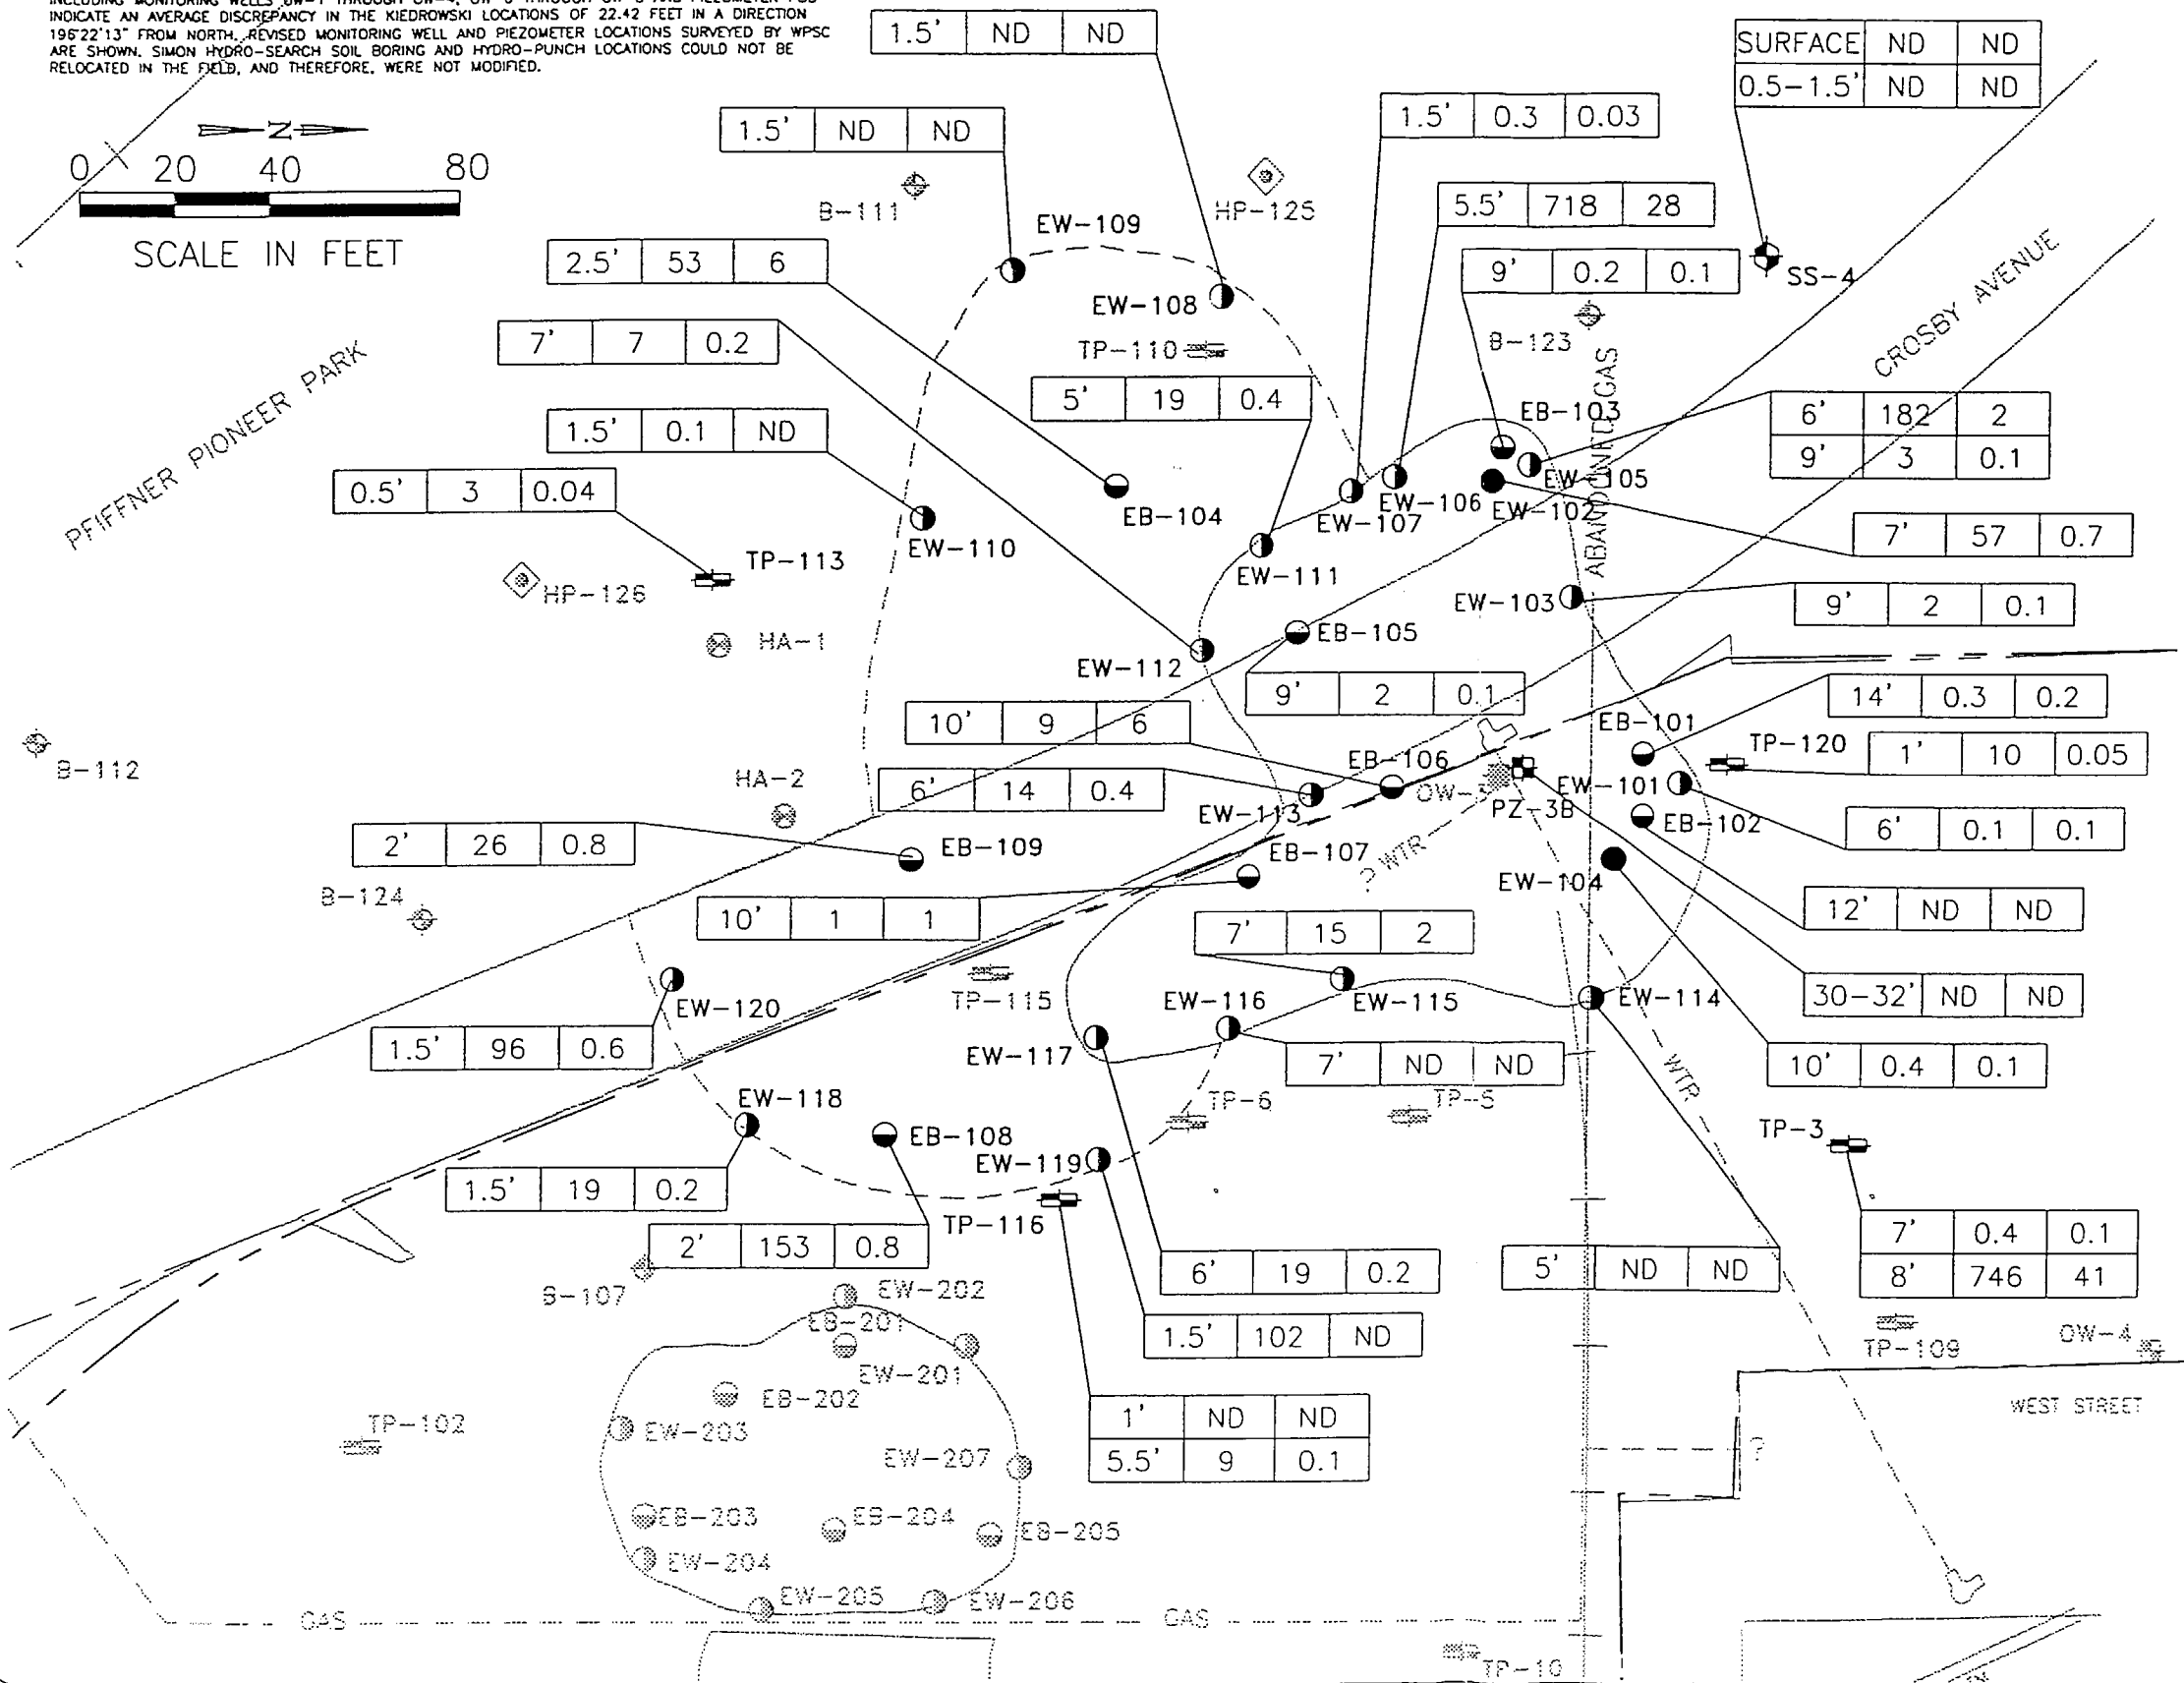 INDICATE AN AVERAGE DISCREPANCY IN THE KIEDROWSKI LOCATIONS OF 22.42 FEET IN A DIRECTION
196°22'13" FROM NORTH. REVISED MONITORING WELL AND PIEZOMETER LOCATIONS SURVEYED BY WPSC
ARE SHOWN. SIMON HYDRO-SEARCH SOIL BORING AND HYDRO-PUNCH LOCATIONS COULD NOT BE
RELOCATED IN THE FIELD, AND THEREFORE, WERE NOT MODIFIED.
1.5' ND ND
SURFACE ND ND
0.5-1.5' ND ND
N
0 20 40 80
SCALE IN FEET
1.5' ND ND
1.5' 0.3 0.03
B-111
HP-125
5.5' 718 28
EW-109
2.5' 53 6
9' 0.2 0.1
SS-4
EW-108
B-123
CROSBY AVENUE
7' 7 0.2
TP-110
PFIFFNER PIONEER PARK
5' 19 0.4
ABANDONED GAS
EB-103
6' 182 2
9' 3 0.1
1.5' 0.1 ND
EW-105
0.5' 3 0.04
EB-104
EW-106
EW-102
EW-107
7' 57 0.7
EW-110
TP-113
EW-111
HP-126
EW-103
9' 2 0.1
HA-1
EB-105
EW-112
9' 2 0.1
14' 0.3 0.2
10' 9 6
EB-101
B-112
TP-120
1' 10 0.05
HA-2
EB-106
6' 14 0.4
OW-3
EW-101
PZ-3B
EW-113
EB-102
6' 0.1 0.1
2' 26 0.8
EB-109
EB-107
? WTR
EW-104
B-124
10' 1 1
12' ND ND
7' 15 2
TP-115
EW-120
EW-116
EW-115
EW-114
30-32' ND ND
1.5' 96 0.6
EW-117
7' ND ND
10' 0.4 0.1
WTR
EW-118
TP-6
TP-5
TP-3
EB-108
EW-119
1.5' 19 0.2
TP-116
7' 0.4 0.1
8' 746 41
2' 153 0.8
6' 19 0.2
5' ND ND
B-107
EW-202
EB-201
1.5' 102 ND
TP-109
OW-4
EW-201
EB-202
WEST STREET
1' ND ND
5.5' 9 0.1
TP-102
EW-203
EW-207
?
EB-203
EB-204
EB-205
EW-204
EW-205
EW-206
GAS
GAS
TP-10